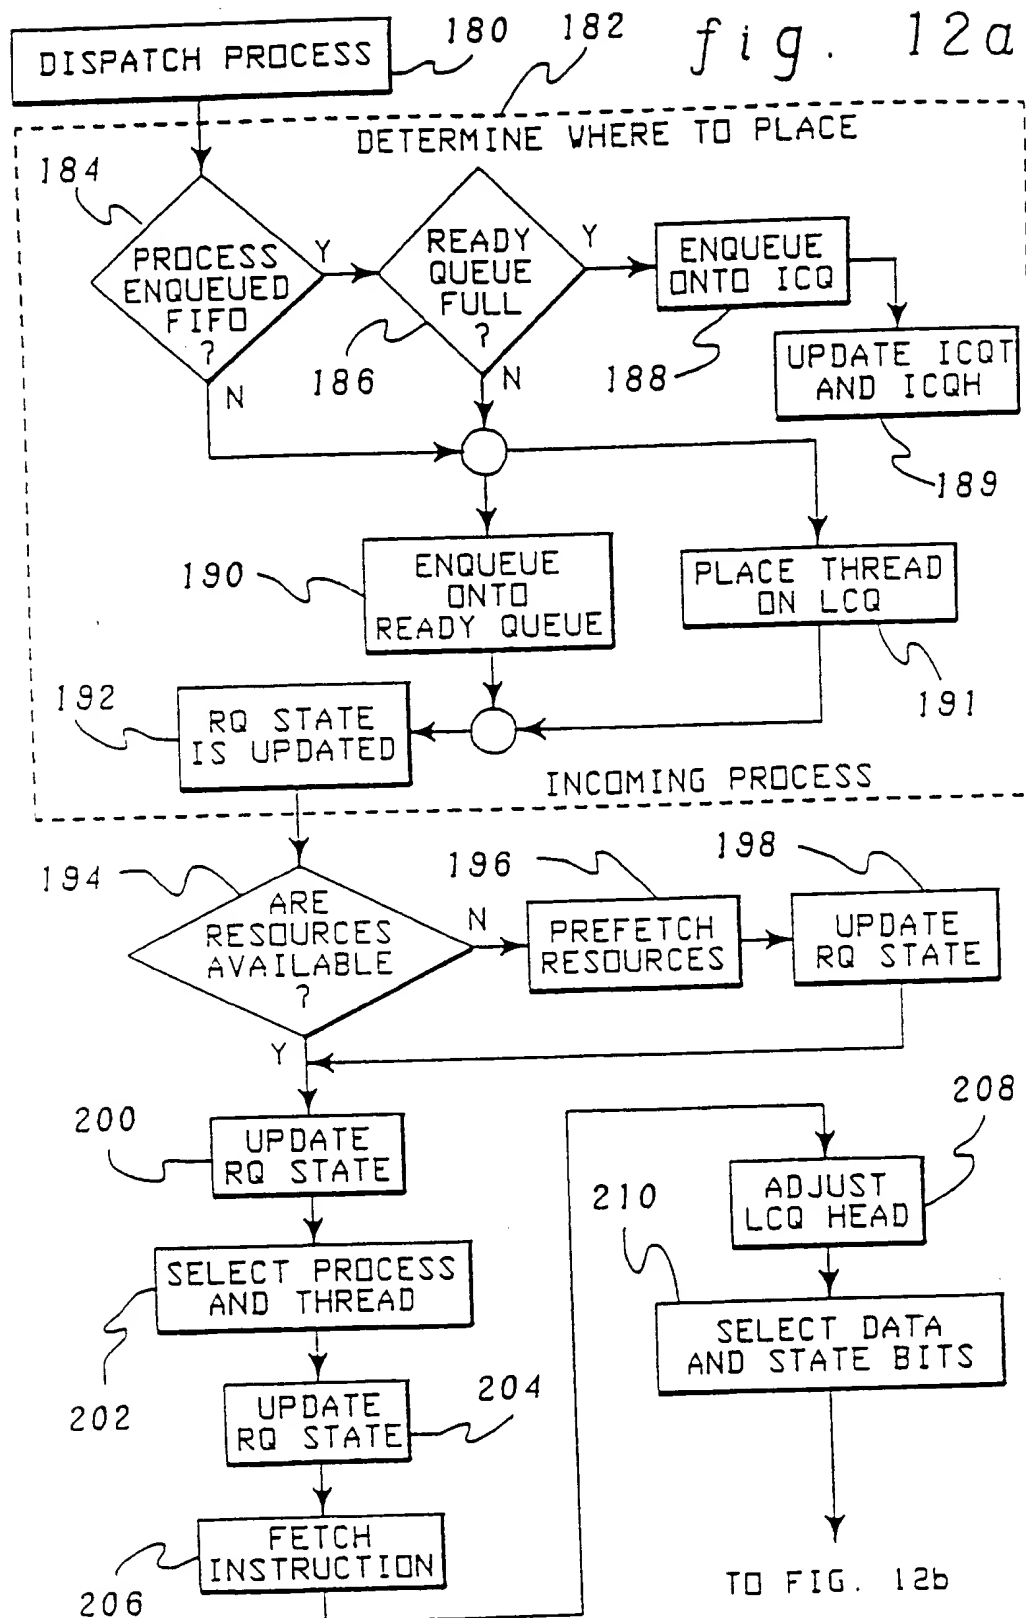 fig. 12a
DISPATCH PROCESS
180
182
DETERMINE WHERE TO PLACE
184
PROCESS
ENQUEUED
FIFO
?
Y
N
READY
QUEUE
FULL
?
186
Y
N
ENQUEUE
ONTO ICQ
188
UPDATE ICQT
AND ICQH
189
190
ENQUEUE
ONTO
READY QUEUE
PLACE THREAD
ON LCQ
191
192
RQ STATE
IS UPDATED
INCOMING PROCESS
194
ARE
RESOURCES
AVAILABLE
?
N
Y
196
PREFETCH
RESOURCES
198
UPDATE
RQ STATE
200
UPDATE
RQ STATE
SELECT PROCESS
AND THREAD
202
UPDATE
RQ STATE
204
FETCH
INSTRUCTION
206
208
ADJUST
LCQ HEAD
210
SELECT DATA
AND STATE BITS
TO FIG. 12b